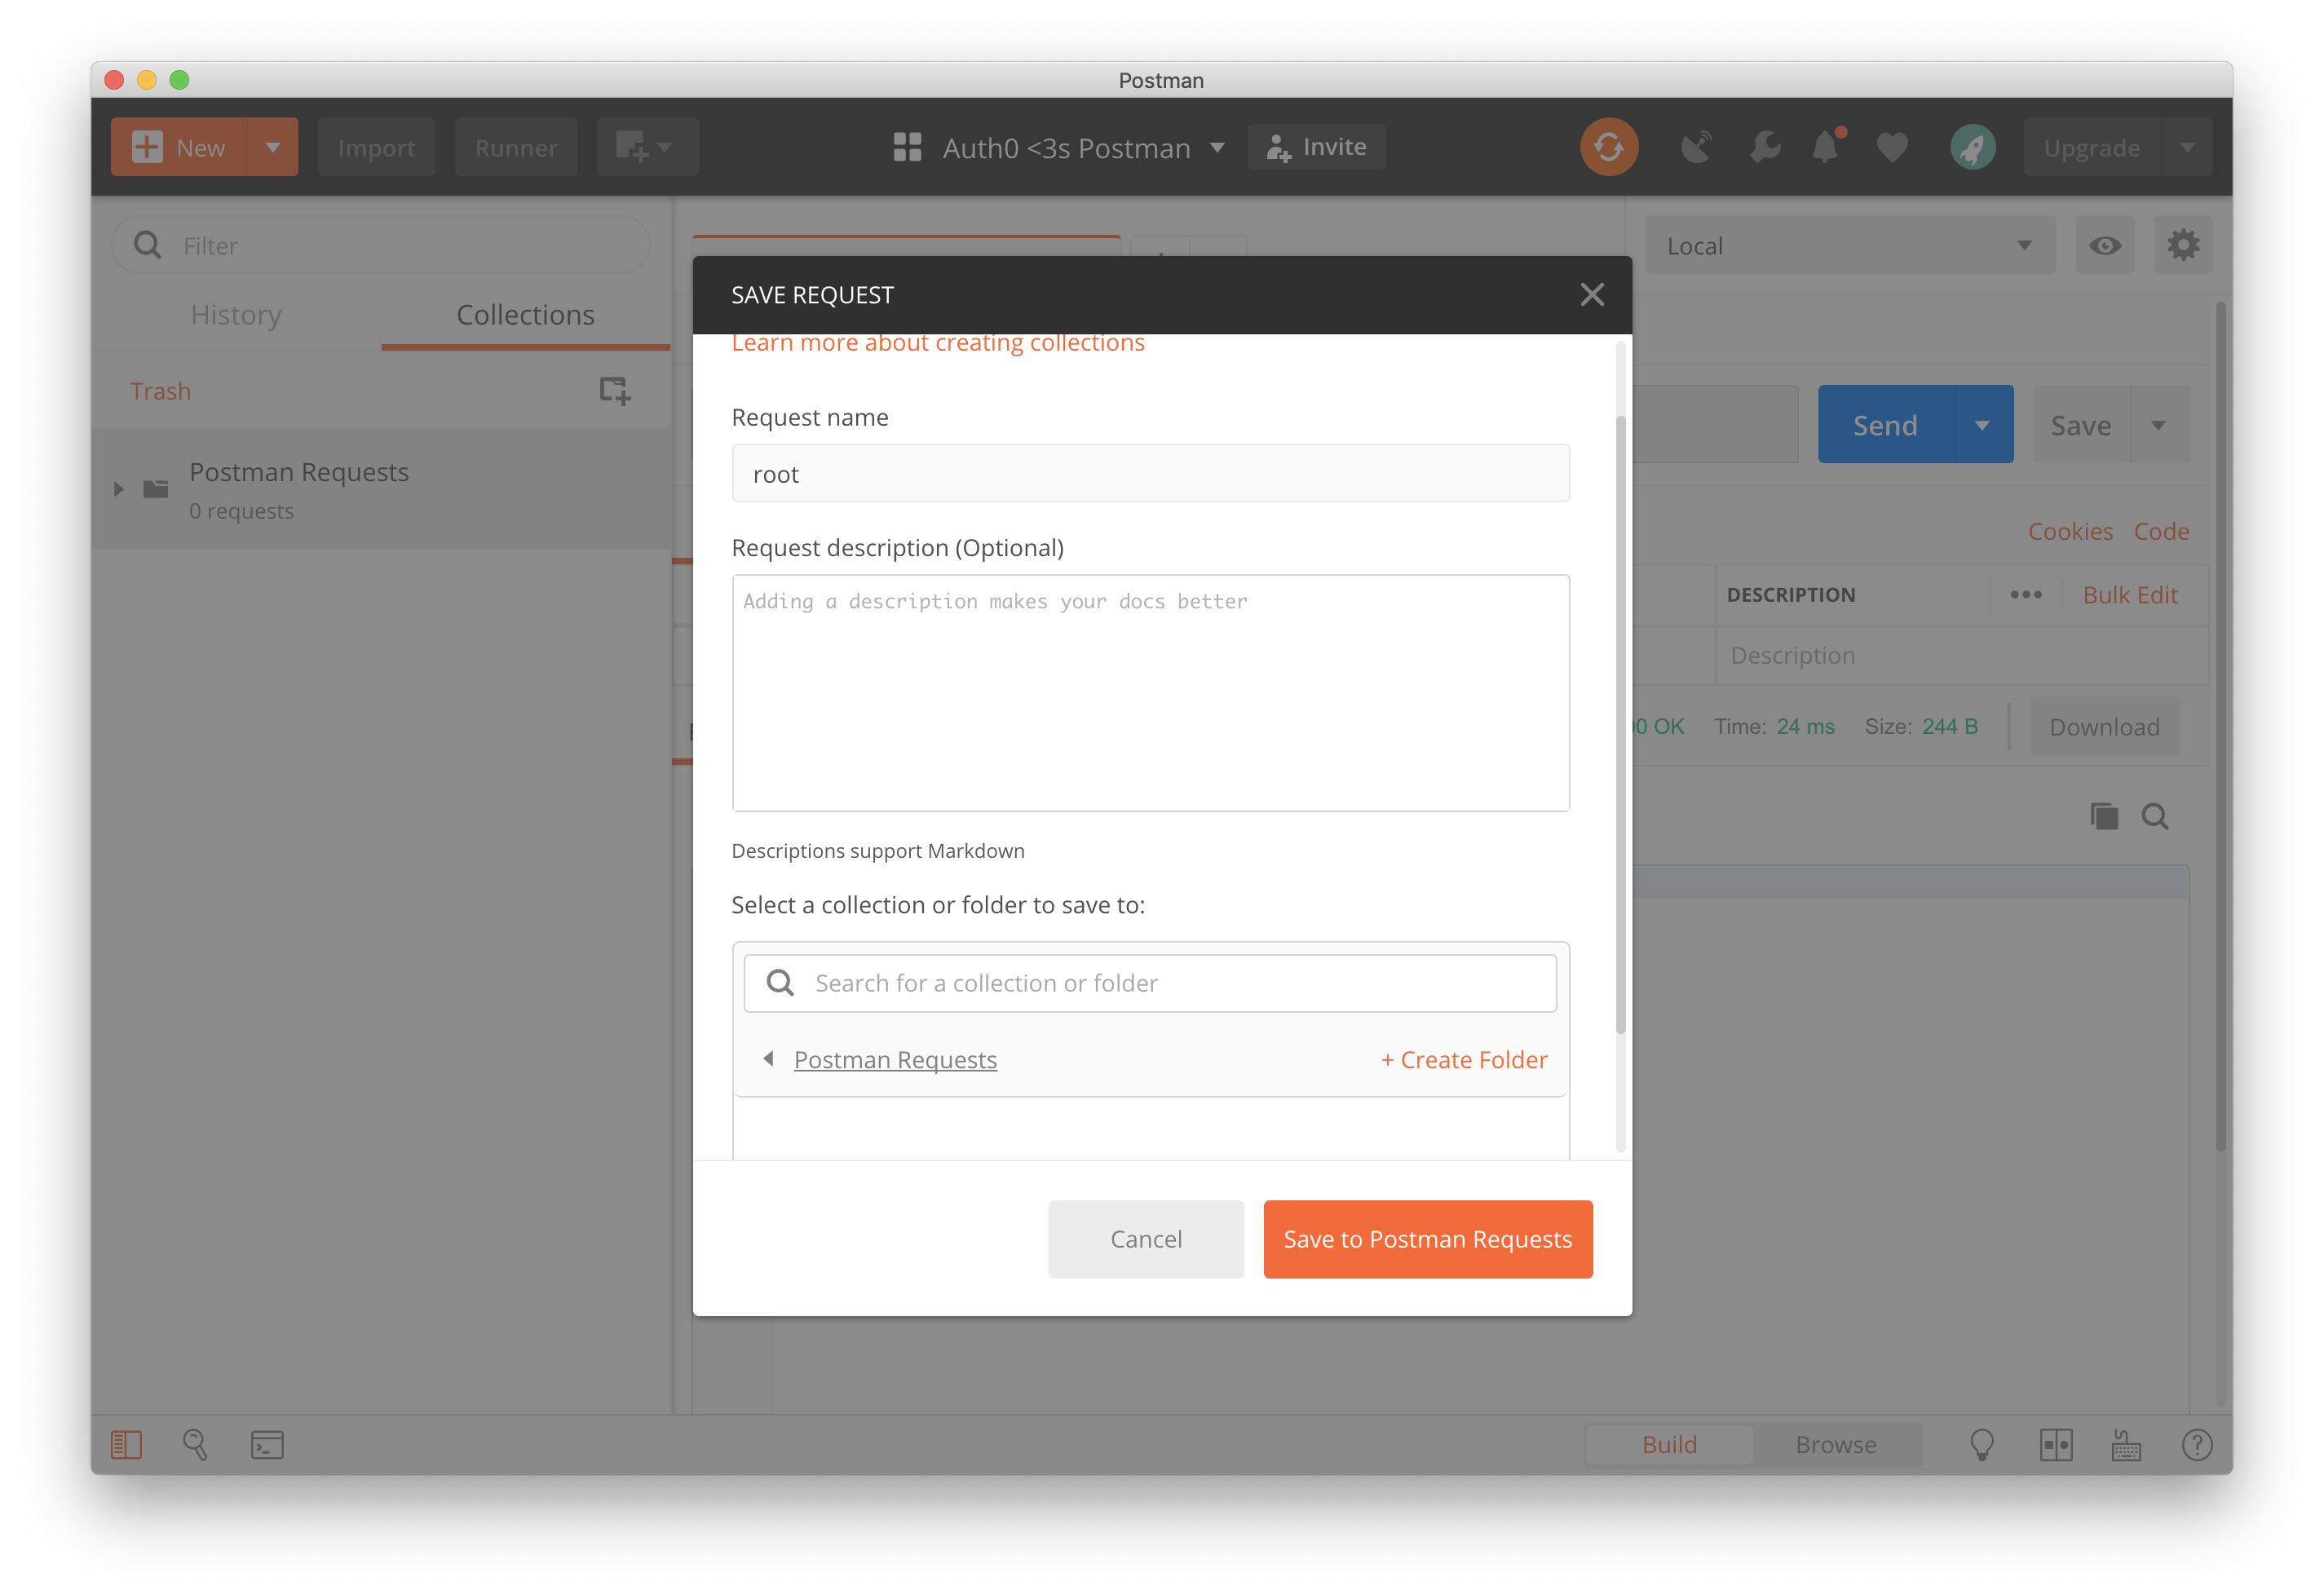 Postman
New
Import
Runner
Auth0 <3s Postman
Invite
Upgrade
Filter
History
Collections
Trash
Postman Requests
0 requests
Local
Send
Save
Cookies
Code
DESCRIPTION
Bulk Edit
Description
OK
Time: 24 ms
Size: 244 B
Download
SAVE REQUEST
Learn more about creating collections
Request name
root
Request description (Optional)
Adding a description makes your docs better
Descriptions support Markdown
Select a collection or folder to save to:
Search for a collection or folder
Postman Requests
+ Create Folder
Cancel
Save to Postman Requests
Build
Browse